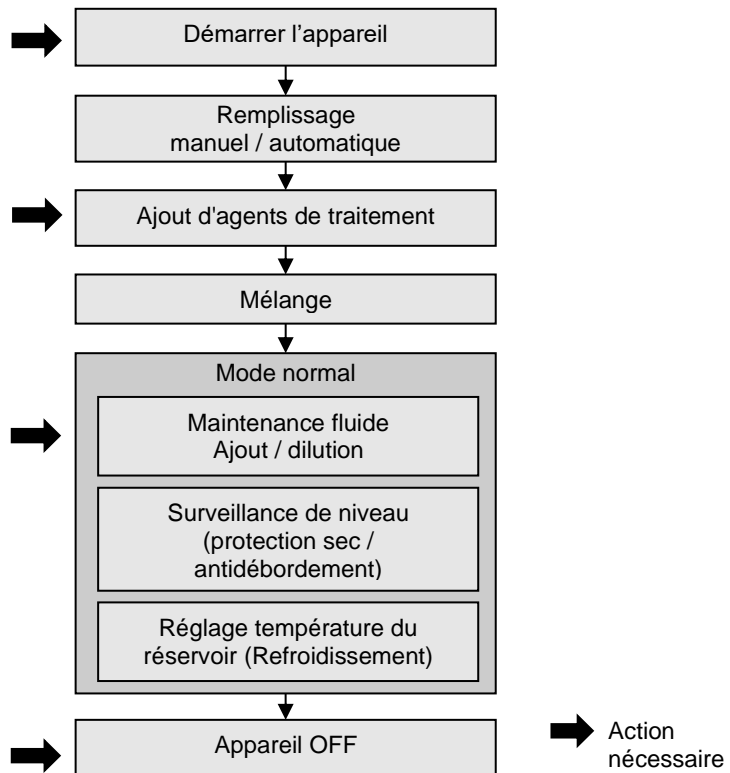 Démarrer l’appareil
Remplissage
manuel / automatique
Ajout d'agents de traitement
Mélange
Mode normal
Maintenance fluide
Ajout / dilution
Surveillance de niveau
(protection sec /
antidébordement)
Réglage température du
réservoir (Refroidissement)
Appareil OFF
Action
nécessaire